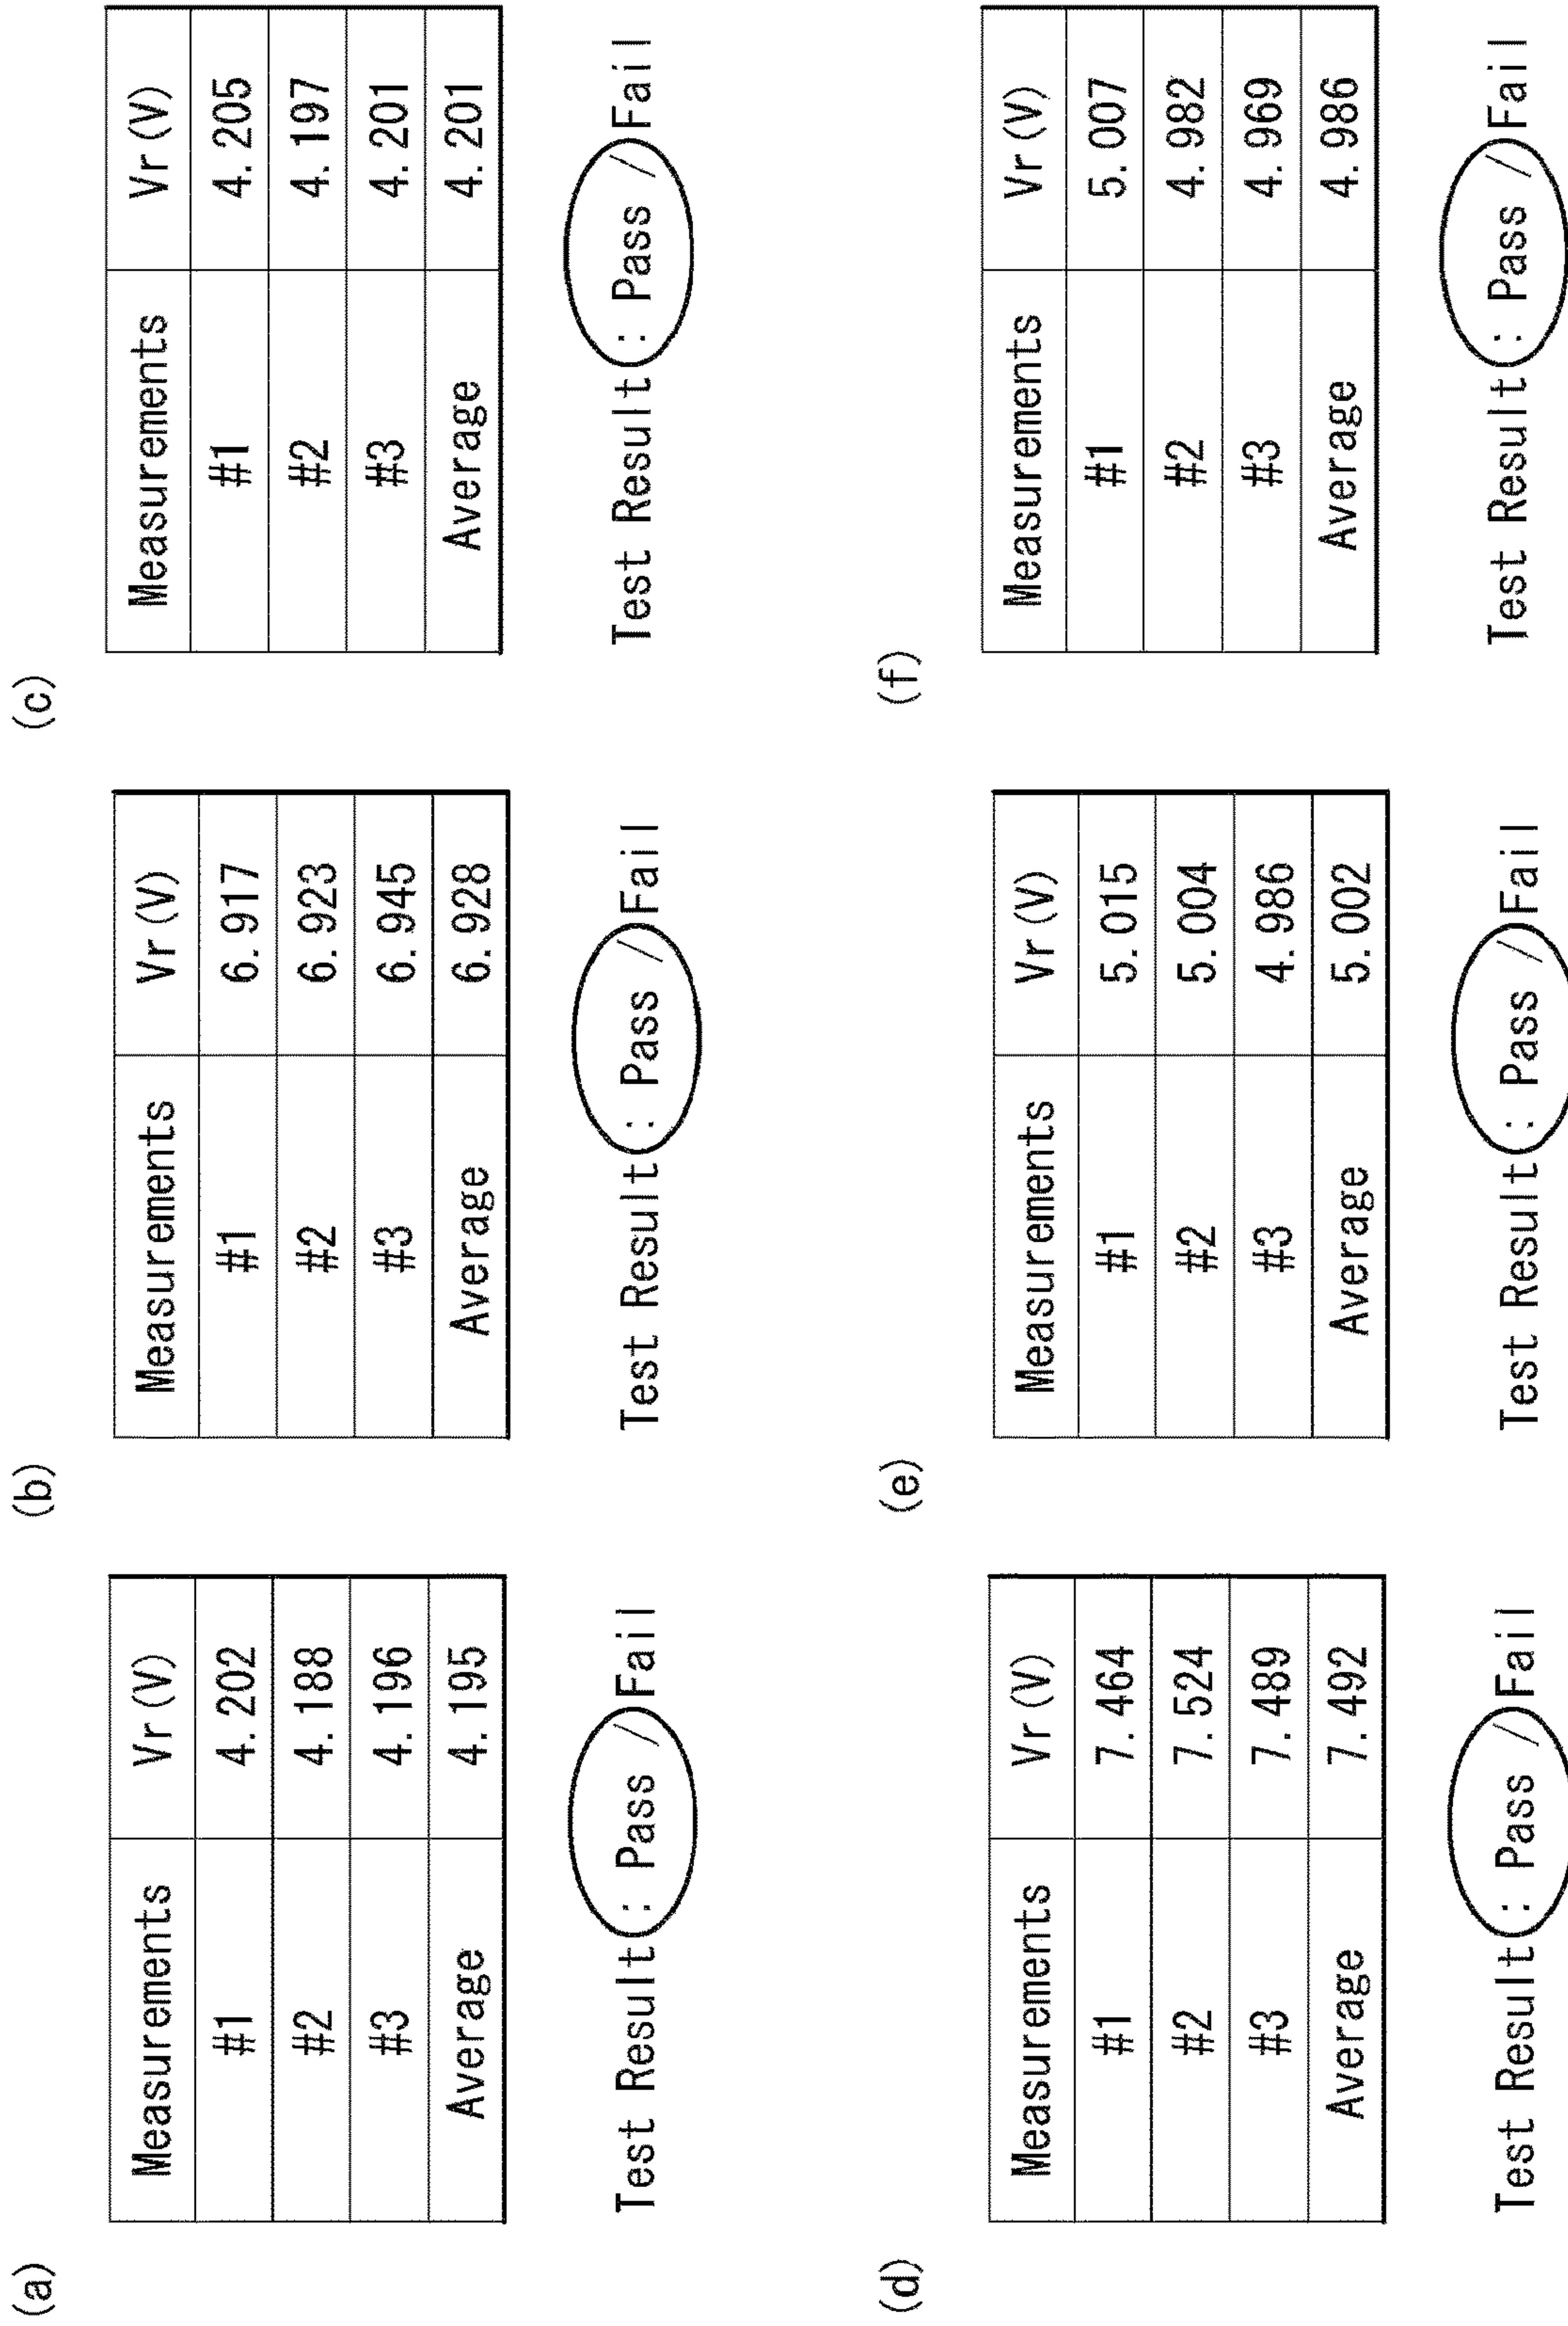 (a)
Measurements Vr(V)
#1 4.202
#2 4.188
#3 4.196
Average 4.195
Test Result: Pass / Fail
(b)
Measurements Vr(V)
#1 6.917
#2 6.923
#3 6.945
Average 6.928
Test Result: Pass / Fail
(c)
Measurements Vr(V)
#1 4.205
#2 4.197
#3 4.201
Average 4.201
Test Result: Pass / Fail
(d)
Measurements Vr(V)
#1 7.464
#2 7.524
#3 7.489
Average 7.492
Test Result: Pass / Fail
(e)
Measurements Vr(V)
#1 5.015
#2 5.004
#3 4.986
Average 5.002
Test Result: Pass / Fail
(f)
Measurements Vr(V)
#1 5.007
#2 4.982
#3 4.969
Average 4.986
Test Result: Pass / Fail